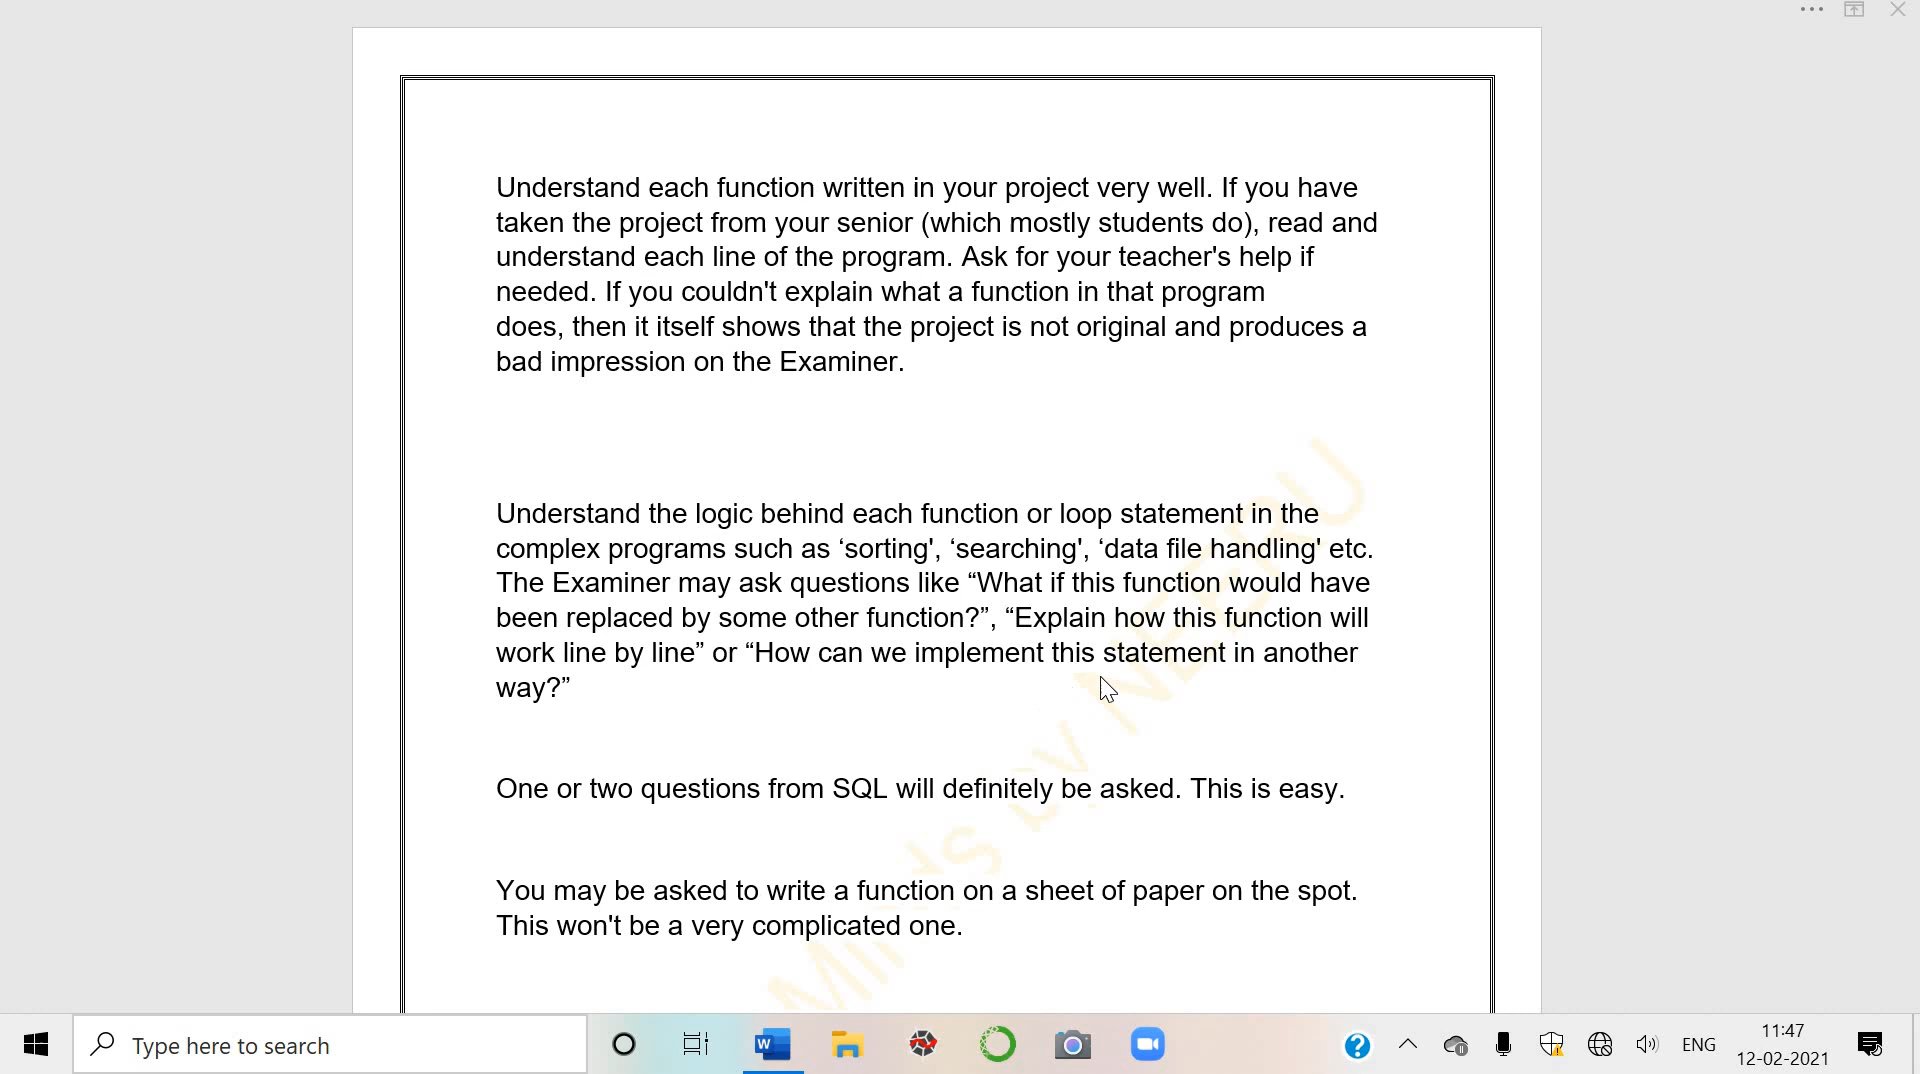 Understand each function written in your project very well. If you have
taken the project from your senior (which mostly students do), read and
understand each line of the program. Ask for your teacher's help if
needed. If you couldn't explain what a function in that program
does, then it itself shows that the project is not original and produces a
bad impression on the Examiner.
Understand the logic behind each function or loop statement in the
complex programs such as ‘sorting', ‘searching', ‘data file handling' etc.
The Examiner may ask questions like “What if this function would have
been replaced by some other function?”, “Explain how this function will
work line by line” or “How can we implement this statement in another
way?”
One or two questions from SQL will definitely be asked. This is easy.
You may be asked to write a function on a sheet of paper on the spot.
This won't be a very complicated one.
by NEERU
Type here to search
ENG
11:47
12-02-2021